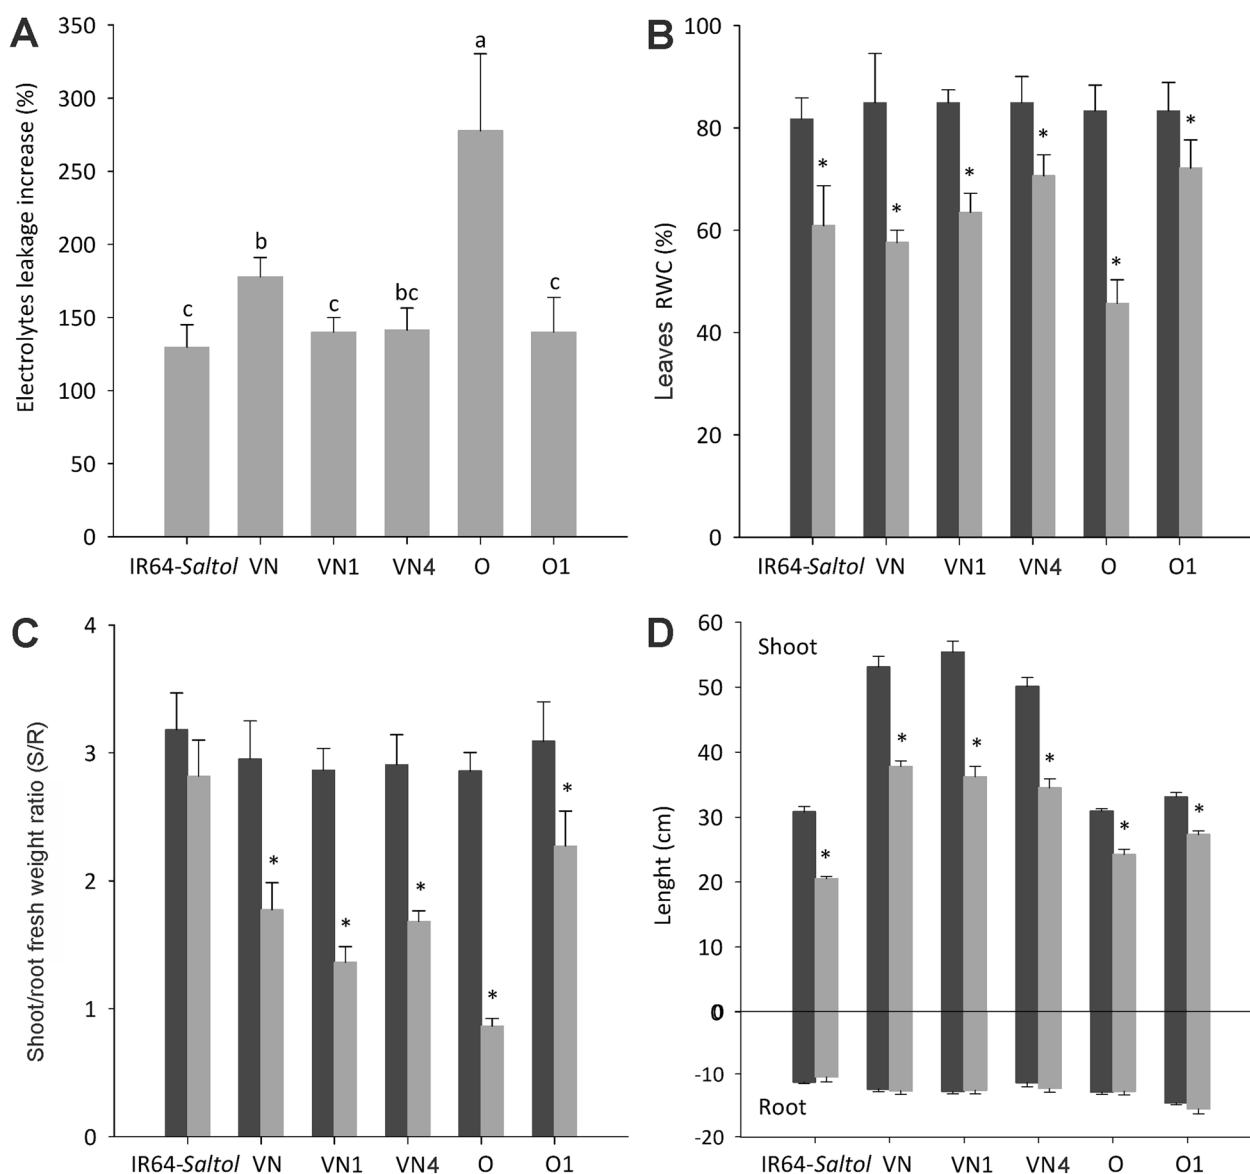 A
Electrolytes leakage increase (%)
350
300
250
200
150
100
50
0
c
b
c
bc
a
c
IR64-Saltol VN VN1 VN4 O O1
B
Leaves RWC (%)
100
80
60
40
20
0
* * * * * *
IR64-Saltol VN VN1 VN4 O O1
C
Shoot/root fresh weight ratio (S/R)
4
3
2
1
0
* * * * *
IR64-Saltol VN VN1 VN4 O O1
D
Lenght (cm)
60
50
40
30
20
10
0
-10
-20
Shoot
* * * * * *
Root
IR64-Saltol VN VN1 VN4 O O1